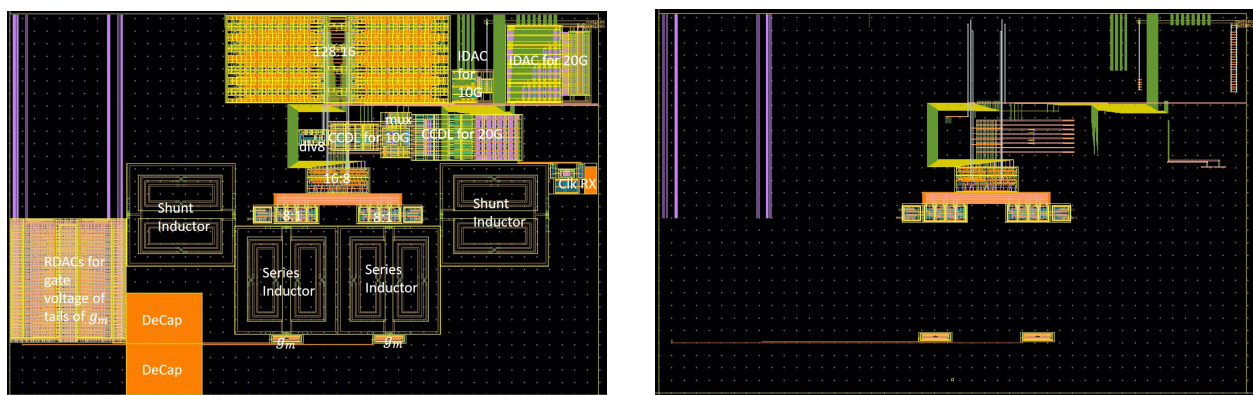 128:16
IDAC
for
10G
IDAC for 20G
mux
div8
CCDL for 10G
CCDL for 20G
16:8
Clk RX
8:1
8:1
Shunt
Inductor
Shunt
Inductor
Series
Inductor
Series
Inductor
RDACs for
gate
voltage of
tails of gₘ
DeCap
gₘ
gₘ
DeCap